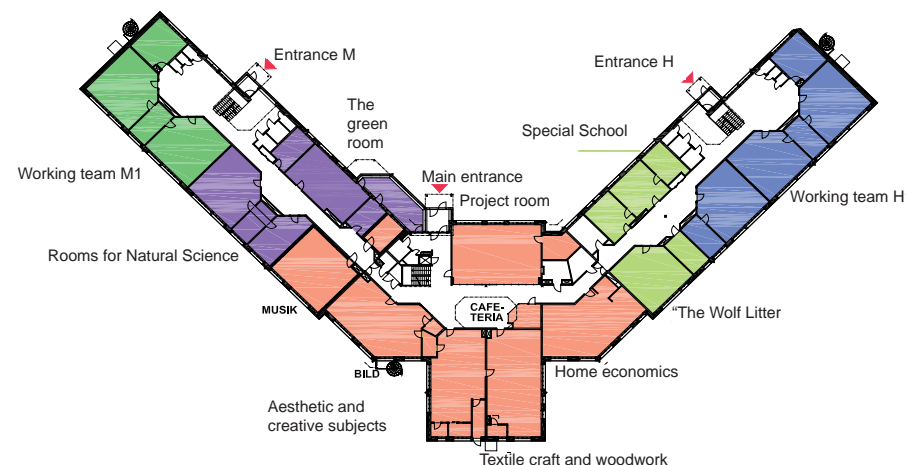 Entrance M
Entrance H
The
green
room
Special School
Working team M1
Main entrance
Project room
Working team H
Rooms for Natural Science
MUSIK
CAFE-
TERIA
"The Wolf Litter
BILD
Home economics
Aesthetic and
creative subjects
Textile craft and woodwork